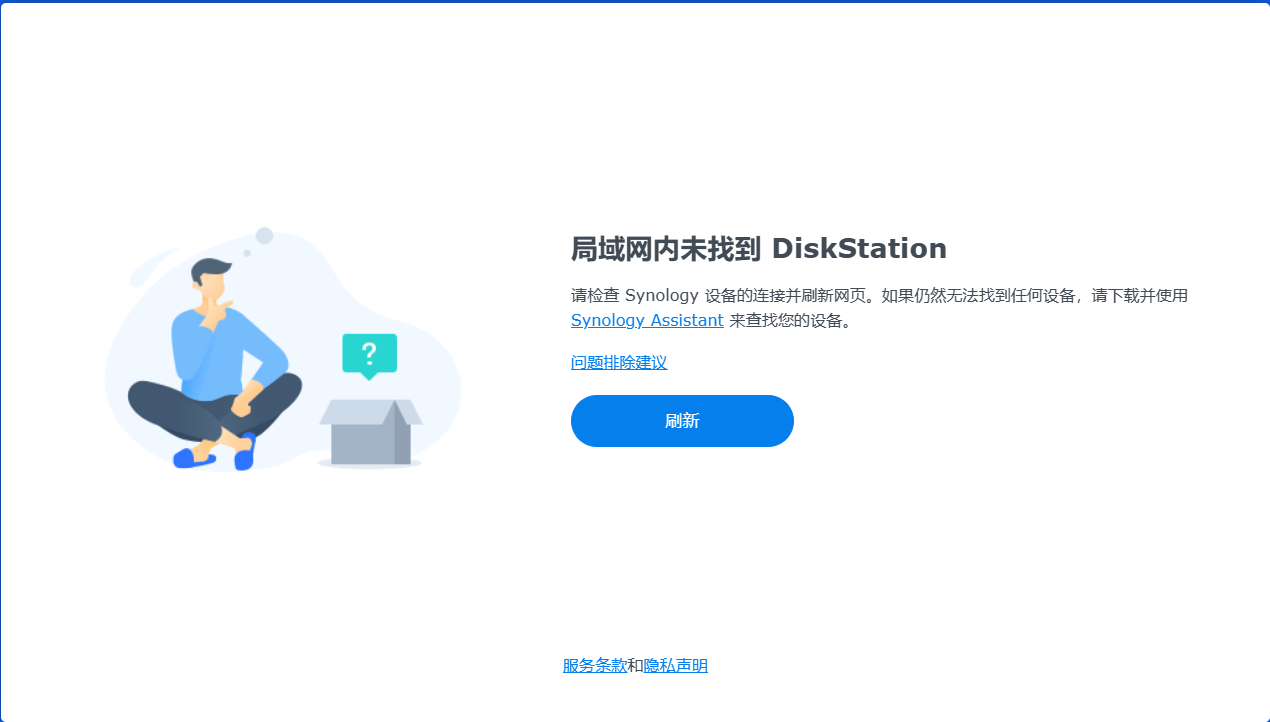 局域网内未找到 DiskStation
请检查 Synology 设备的连接并刷新网页。如果仍然无法找到任何设备，请下载并使用
Synology Assistant 来查找您的设备。
问题排除建议
?
刷新
服务条款和隐私声明